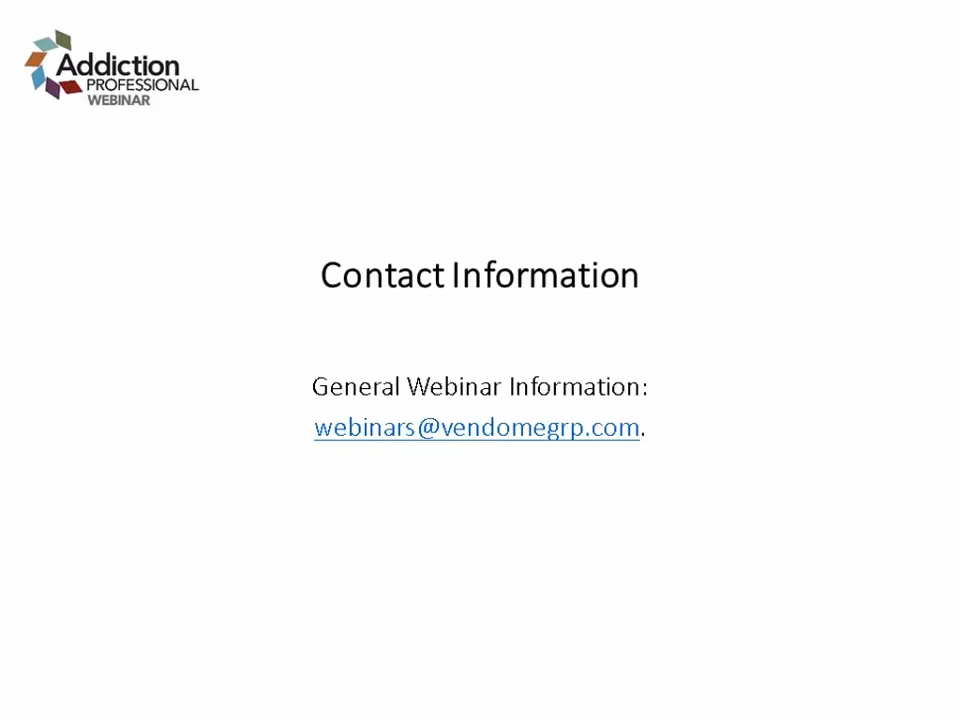 Addiction
PROFESSIONAL
WEBINAR
Contact Information
General Webinar Information:
webinars@vendomegrp.com.